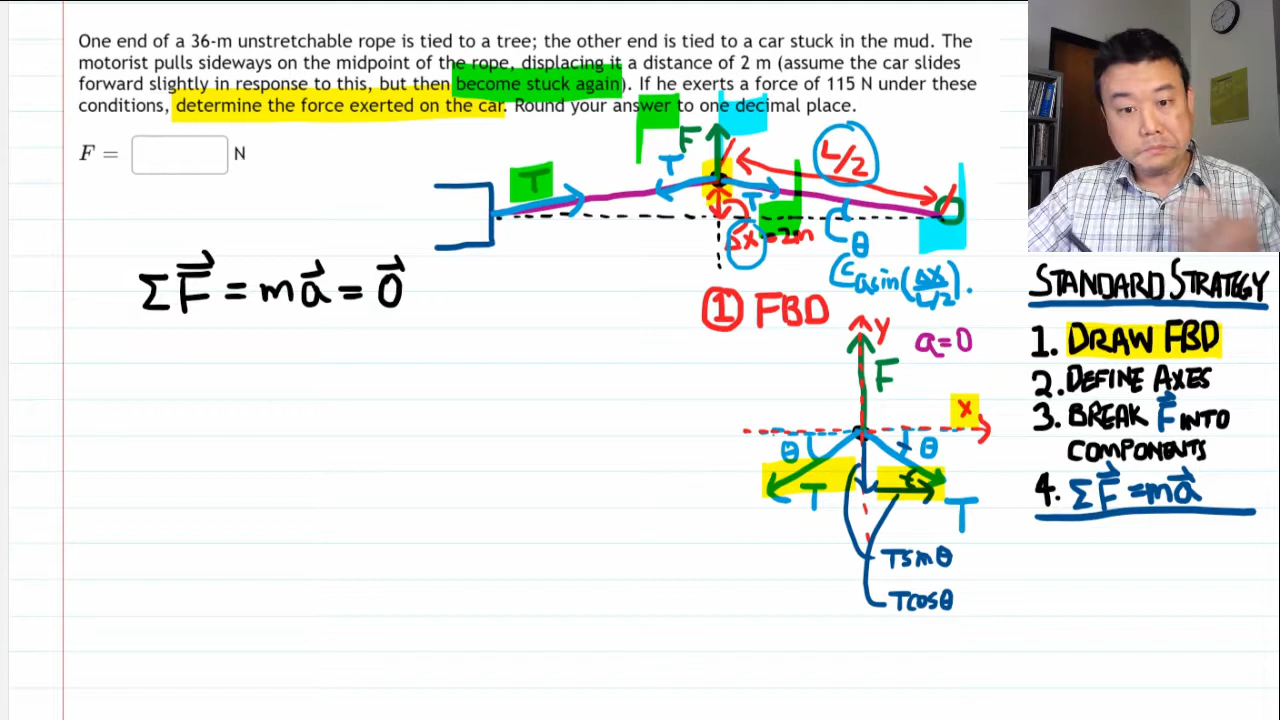 One end of a 36-m unstretchable rope is tied to a tree; the other end is tied to a car stuck in the mud. The
motorist pulls sideways on the midpoint of the rope, displacing it a distance of 2 m (assume the car slides
forward slightly in response to this, but then become stuck again). If he exerts a force of 115 N under these
conditions, determine the force exerted on the car. Round your answer to one decimal place.
F = N
F
T
L/2
T
T
Δx = 2m
θ
asin(Δx/L/2).
ΣF⃗ = ma⃗ = 0⃗
① FBD
y
a=0
F
x
θ
θ
T
T
Tsinθ
Tcosθ
STANDARD STRATEGY
1. DRAW FBD
2. DEFINE AXES
3. BREAK F⃗ INTO
COMPONENTS
4. ΣF⃗ = ma⃗